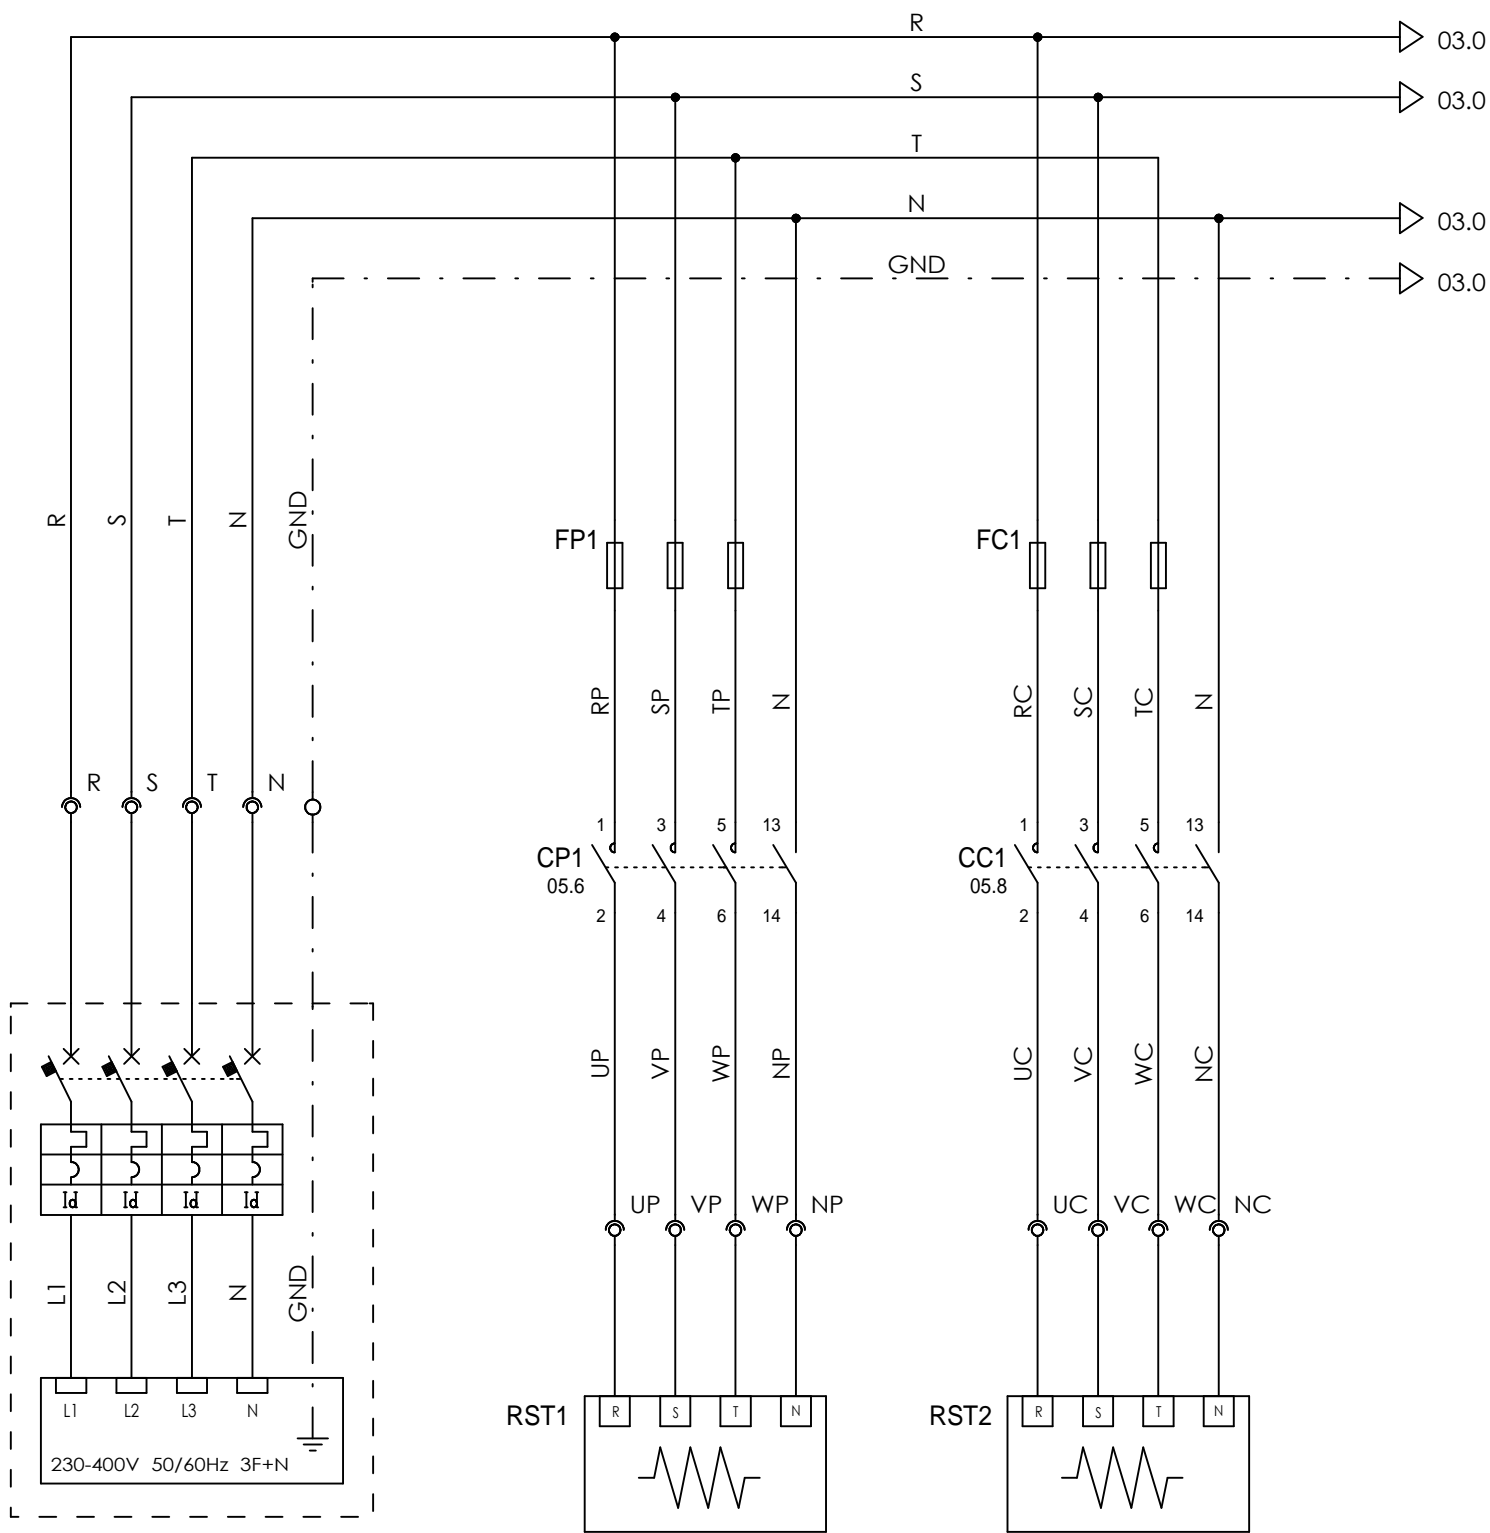 R
03.0
S
03.0
T
N
03.0
GND
03.0
R S T N GND
FP1 FC1
RP SP TP N RC SC TC N
R S T N
1 3 5 13 1 3 5 13
CP1 CC1
05.6 05.8
2 4 6 14 2 4 6 14
UP VP WP NP UC VC WC NC
Id Id Id Id
UP VP WP NP UC VC WC NC
L1 L2 L3 N GND
L1 L2 L3 N
RST1 R S T N RST2 R S T N
230-400V 50/60Hz 3F+N